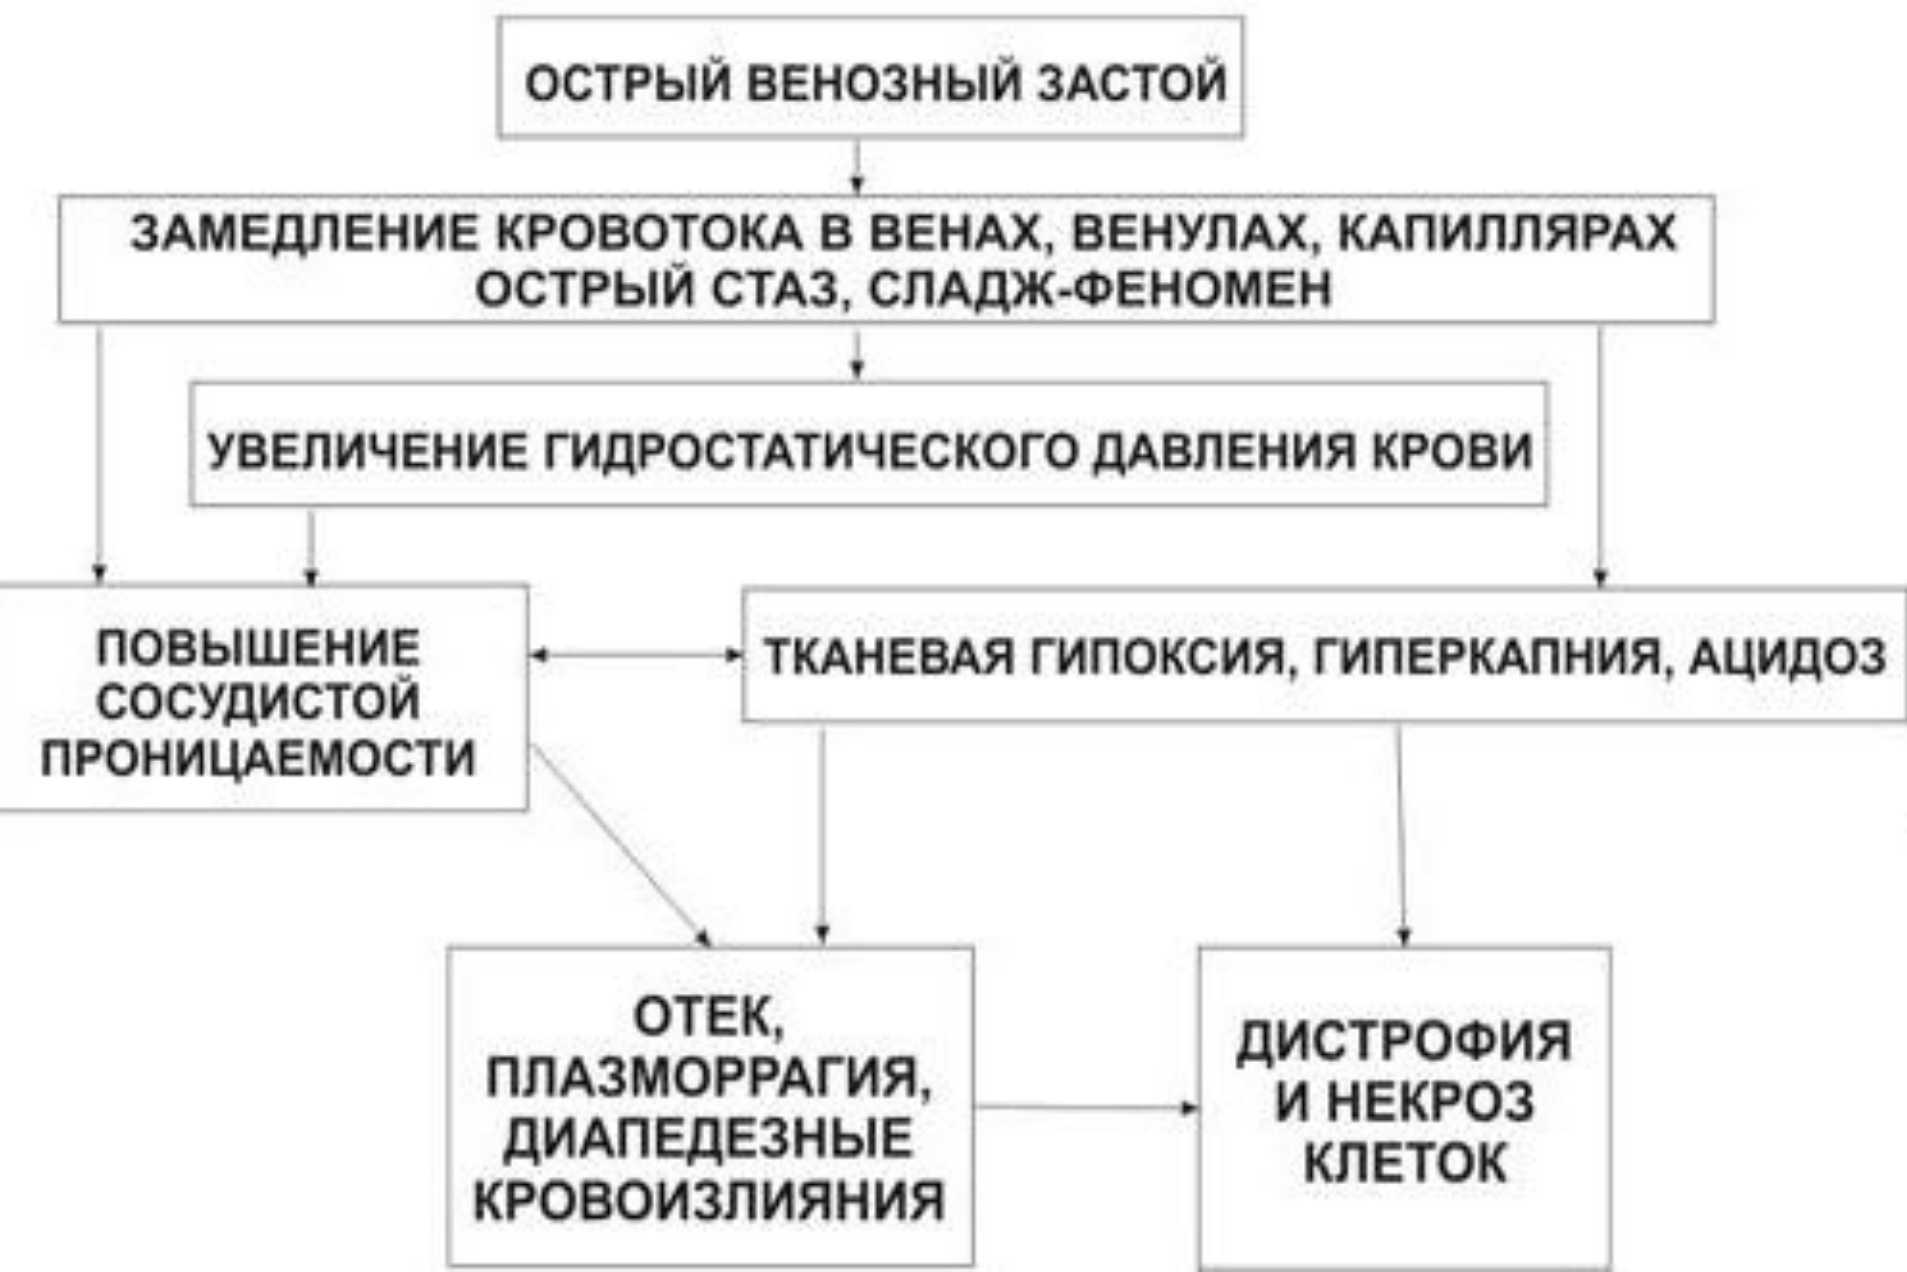 ОСТРЫЙ ВЕНОЗНЫЙ ЗАСТОЙ
ЗАМЕДЛЕНИЕ КРОВОТОКА В ВЕНАХ, ВЕНУЛАХ, КАПИЛЛЯРАХ
ОСТРЫЙ СТАЗ, СЛАДЖ-ФЕНОМЕН
УВЕЛИЧЕНИЕ ГИДРОСТАТИЧЕСКОГО ДАВЛЕНИЯ КРОВИ
ПОВЫШЕНИЕ
СОСУДИСТОЙ
ПРОНИЦАЕМОСТИ
ТКАНЕВАЯ ГИПОКСИЯ, ГИПЕРКАПНИЯ, АЦИДОЗ
ОТЕК,
ПЛАЗМОРРАГИЯ,
ДИАПЕДЕЗНЫЕ
КРОВОИЗЛИЯНИЯ
ДИСТРОФИЯ
И НЕКРОЗ
КЛЕТОК